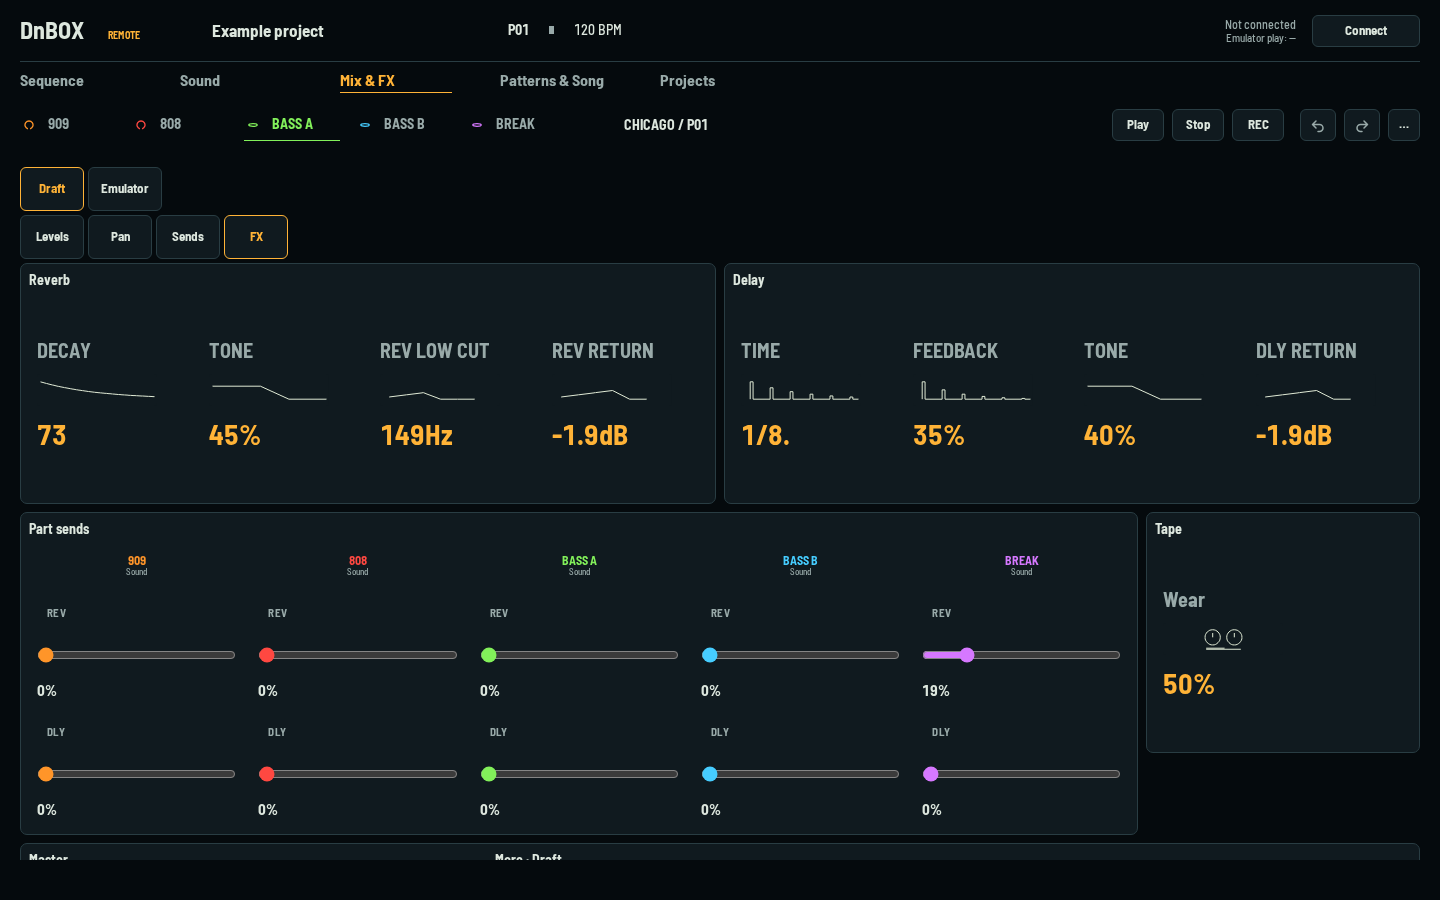 DnBOX REMOTE Example project P01 120 BPM Not connected
Emulator play: – Connect
Sequence Sound Mix & FX Patterns & Song Projects
909 808 BASS A BASS B BREAK CHICAGO / P01 Play Stop REC ...
Draft Emulator
Levels Pan Sends FX
Reverb
DECAY TONE REV LOW CUT REV RETURN
73 45% 149Hz -1.9dB
Delay
TIME FEEDBACK TONE DLY RETURN
1/8. 35% 40% -1.9dB
Part sends
909 808 BASS A BASS B BREAK
Sound Sound Sound Sound Sound
REV REV REV REV REV
0% 0% 0% 0% 19%
DLY DLY DLY DLY DLY
0% 0% 0% 0% 0%
Tape
Wear
50%
Master More · Draft